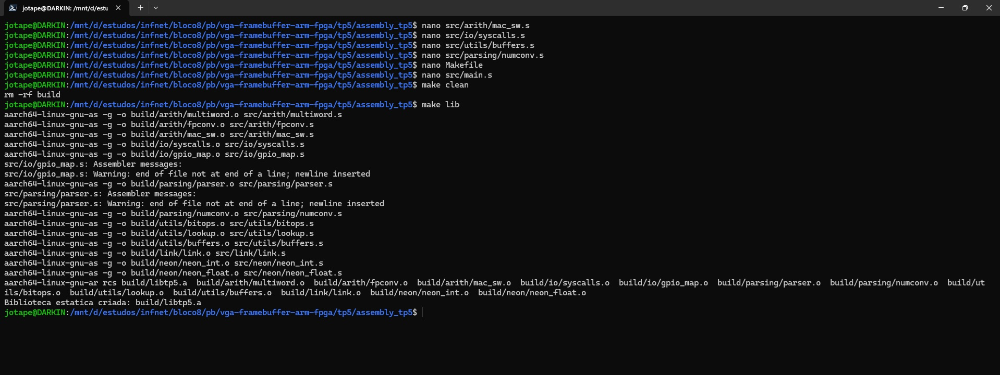 jotape@DARKIN: /mnt/d/estu
jotape@DARKIN:/mnt/d/estudos/infnet/bloco8/pb/vga-framebuffer-arm-fpga/tp5/assembly_tp5$ nano src/arith/mac_sw.s
jotape@DARKIN:/mnt/d/estudos/infnet/bloco8/pb/vga-framebuffer-arm-fpga/tp5/assembly_tp5$ nano src/io/syscalls.s
jotape@DARKIN:/mnt/d/estudos/infnet/bloco8/pb/vga-framebuffer-arm-fpga/tp5/assembly_tp5$ nano src/utils/buffers.s
jotape@DARKIN:/mnt/d/estudos/infnet/bloco8/pb/vga-framebuffer-arm-fpga/tp5/assembly_tp5$ nano src/parsing/numconv.s
jotape@DARKIN:/mnt/d/estudos/infnet/bloco8/pb/vga-framebuffer-arm-fpga/tp5/assembly_tp5$ nano Makefile
jotape@DARKIN:/mnt/d/estudos/infnet/bloco8/pb/vga-framebuffer-arm-fpga/tp5/assembly_tp5$ nano src/main.s
jotape@DARKIN:/mnt/d/estudos/infnet/bloco8/pb/vga-framebuffer-arm-fpga/tp5/assembly_tp5$ make clean
rm -rf build
jotape@DARKIN:/mnt/d/estudos/infnet/bloco8/pb/vga-framebuffer-arm-fpga/tp5/assembly_tp5$ make lib
aarch64-linux-gnu-as -g -o build/arith/multiword.o src/arith/multiword.s
aarch64-linux-gnu-as -g -o build/arith/fpconv.o src/arith/fpconv.s
aarch64-linux-gnu-as -g -o build/arith/mac_sw.o src/arith/mac_sw.s
aarch64-linux-gnu-as -g -o build/io/syscalls.o src/io/syscalls.s
aarch64-linux-gnu-as -g -o build/io/gpio_map.o src/io/gpio_map.s
src/io/gpio_map.s: Assembler messages:
src/io/gpio_map.s: Warning: end of file not at end of a line; newline inserted
aarch64-linux-gnu-as -g -o build/parsing/parser.o src/parsing/parser.s
src/parsing/parser.s: Assembler messages:
src/parsing/parser.s: Warning: end of file not at end of a line; newline inserted
aarch64-linux-gnu-as -g -o build/parsing/numconv.o src/parsing/numconv.s
aarch64-linux-gnu-as -g -o build/utils/bitops.o src/utils/bitops.s
aarch64-linux-gnu-as -g -o build/utils/lookup.o src/utils/lookup.s
aarch64-linux-gnu-as -g -o build/utils/buffers.o src/utils/buffers.s
aarch64-linux-gnu-as -g -o build/link/link.o src/link/link.s
aarch64-linux-gnu-as -g -o build/neon/neon_int.o src/neon/neon_int.s
aarch64-linux-gnu-as -g -o build/neon/neon_float.o src/neon/neon_float.s
aarch64-linux-gnu-ar rcs build/libtp5.a  build/arith/multiword.o  build/arith/fpconv.o  build/arith/mac_sw.o  build/io/syscalls.o  build/io/gpio_map.o  build/parsing/parser.o  build/parsing/numconv.o  build/ut
ils/bitops.o  build/utils/lookup.o  build/utils/buffers.o  build/link/link.o  build/neon/neon_int.o  build/neon/neon_float.o
Biblioteca estatica criada: build/libtp5.a
jotape@DARKIN:/mnt/d/estudos/infnet/bloco8/pb/vga-framebuffer-arm-fpga/tp5/assembly_tp5$